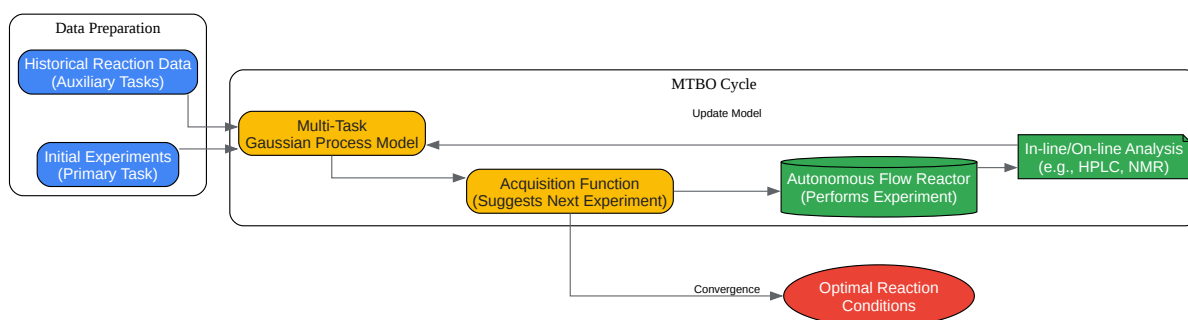 Data Preparation
Historical Reaction Data
(Auxiliary Tasks)
Initial Experiments
(Primary Task)
MTBO Cycle
Update Model
Multi-Task
Gaussian Process Model
In-line/On-line Analysis
(e.g., HPLC, NMR)
Acquisition Function
(Suggests Next Experiment)
Autonomous Flow Reactor
(Performs Experiment)
Convergence
Optimal Reaction
Conditions